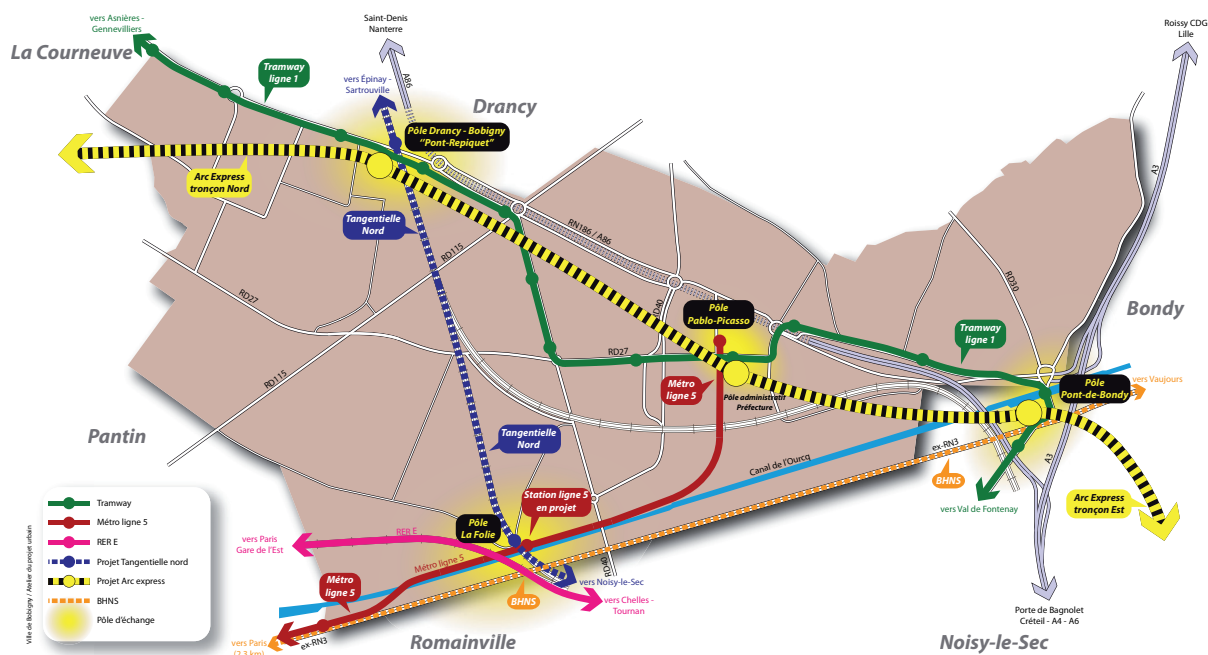 vers Asnières -
Gennevilliers
La Courneuve
Saint-Denis
Nanterre
Roissy CDG
Lille
Tramway
ligne 1
vers Épinay -
Sartrouville
A86
Drancy
Pôle Drancy - Bobigny
"Pont-Repiquet"
Arc Express
tronçon Nord
Tangentielle
Nord
RN186 / A86
RD115
A3
RD30
RD27
RD40
Pôle
Pablo-Picasso
Bondy
Tramway
ligne 1
RD27
RD115
Métro
ligne 5
Pôle administratif
Préfecture
Pôle
Pont-de-Bondy
vers Vaujours
Pantin
Tangentielle
Nord
ex-RN3
Canal de l'Ourcq
BHNS
A3
vers Val de Fontenay
Arc Express
tronçon Est
Station ligne 5
en projet
Pôle
La Folie
RER E
vers Paris
Gare de l'Est
Métro ligne 5
RD40
vers Noisy-le-Sec
BHNS
vers Chelles -
Tournan
Métro
ligne 5
ex-RN3
vers Paris
(2,3 km)
Romainville
Porte de Bagnolet
Créteil - A4 - A6
Noisy-le-Sec
Tramway
Métro ligne 5
RER E
Projet Tangentielle nord
Projet Arc express
BHNS
Pôle d'échange
Ville de Bobigny / Atelier du projet urbain